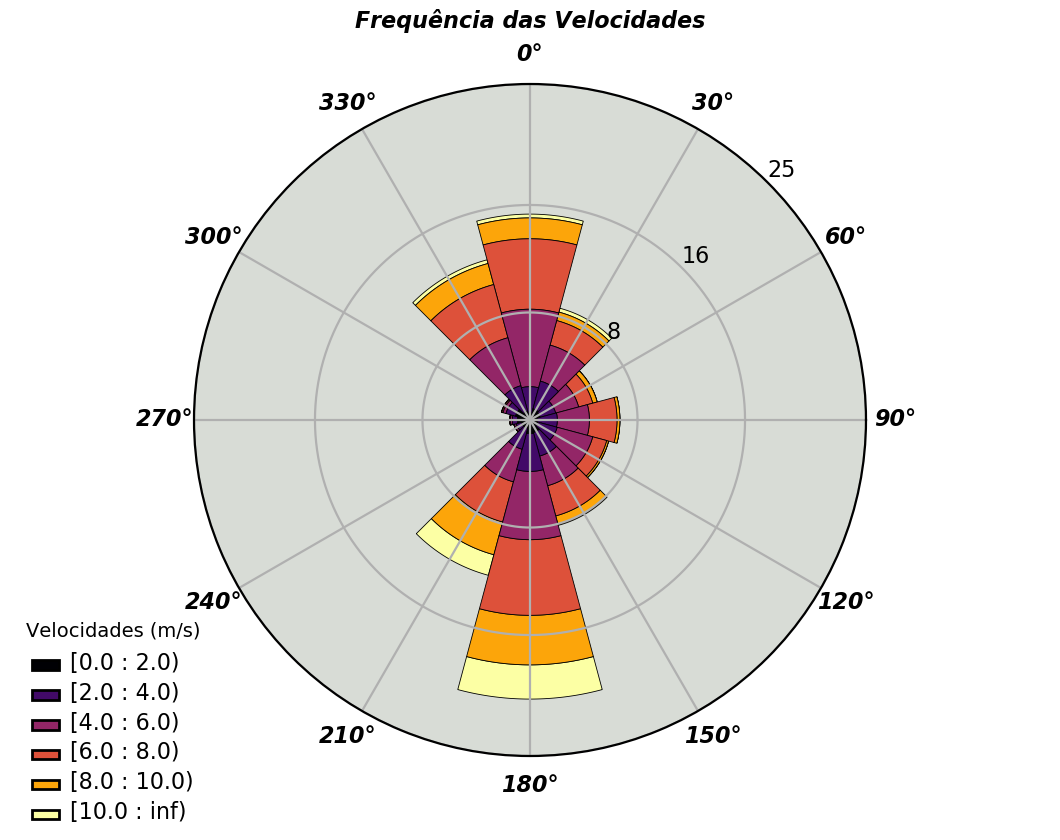 Frequência das Velocidades
0°
330°
30°
25
300°
60°
16
8
270°
90°
240°
120°
210°
150°
180°
Velocidades (m/s)
[0.0 : 2.0)
[2.0 : 4.0)
[4.0 : 6.0)
[6.0 : 8.0)
[8.0 : 10.0)
[10.0 : inf)